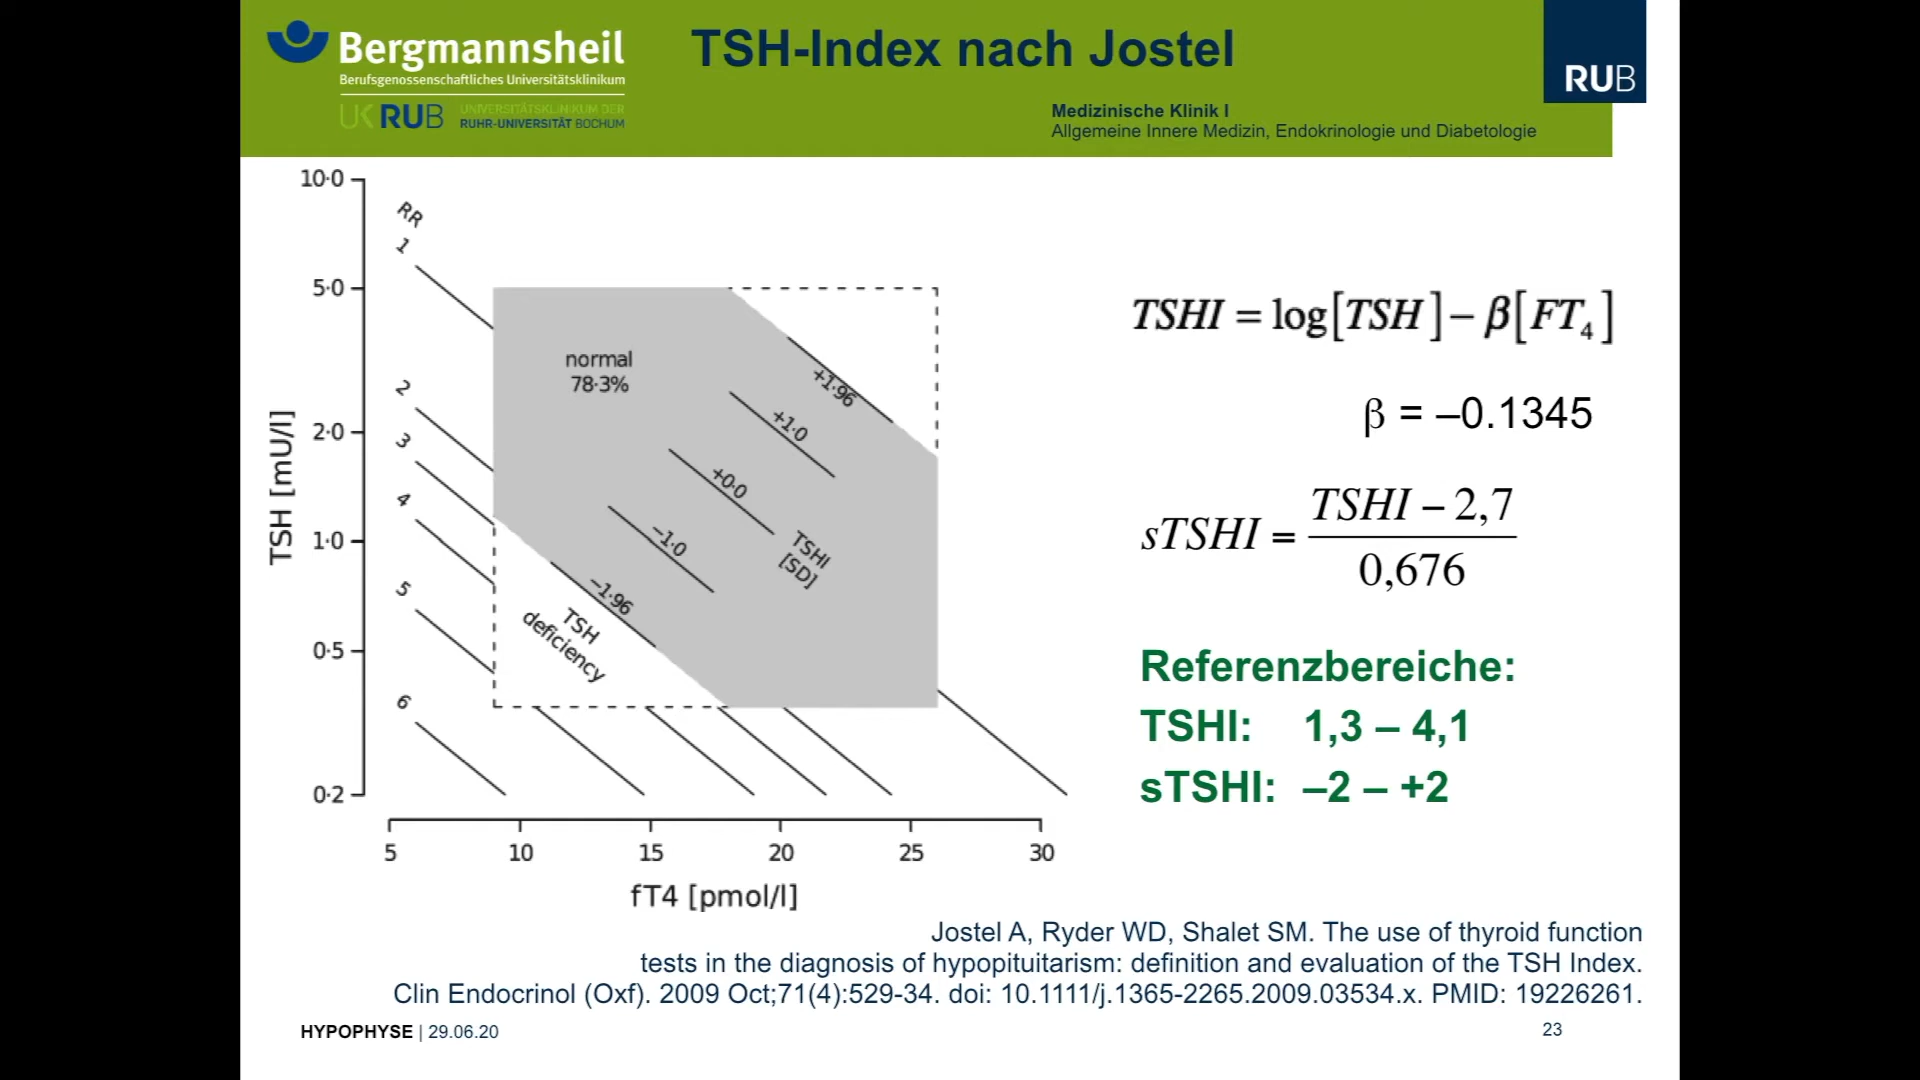 Bergmannsheil
Berufsgenossenschaftliches Universitätsklinikum
UK RUB UNIVERSITÄTSKLINIKUM DER
RUHR-UNIVERSITÄT BOCHUM
TSH-Index nach Jostel
RUB
Medizinische Klinik I
Allgemeine Innere Medizin, Endokrinologie und Diabetologie
TSH [mU/l]
10·0
5·0
2·0
1·0
0·5
0·2
RR
1
2
3
4
5
6
normal
78·3%
+1·96
+1·0
+0·0
−1·0
−1·96
TSHI
[SD]
TSH
deficiency
5 10 15 20 25 30
fT4 [pmol/l]
TSHI = log[TSH] − β[FT₄]
β = –0.1345
sTSHI = TSHI − 2,7
0,676
Referenzbereiche:
TSHI: 1,3 – 4,1
sTSHI: –2 – +2
Jostel A, Ryder WD, Shalet SM. The use of thyroid function
tests in the diagnosis of hypopituitarism: definition and evaluation of the TSH Index.
Clin Endocrinol (Oxf). 2009 Oct;71(4):529-34. doi: 10.1111/j.1365-2265.2009.03534.x. PMID: 19226261.
HYPOPHYSE | 29.06.20
23